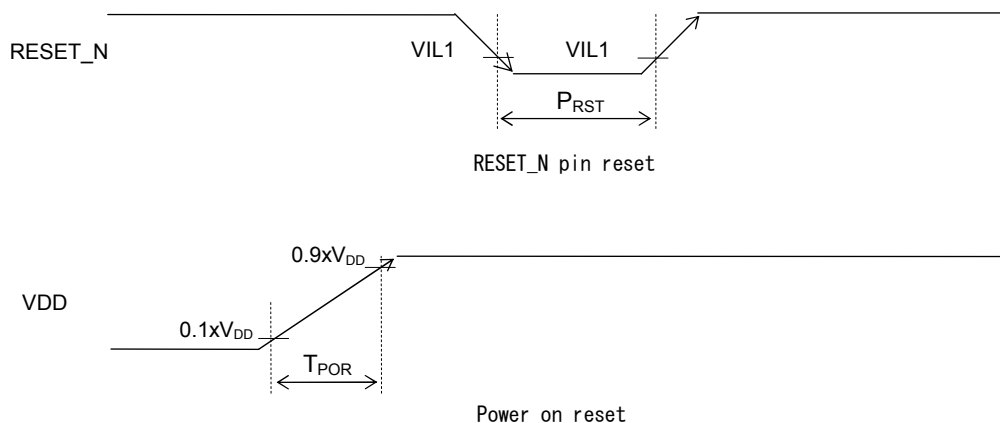 RESET_N
VIL1
VIL1
PRST
RESET_N pin reset
0.9xVDD
VDD
0.1xVDD
TPOR
Power on reset